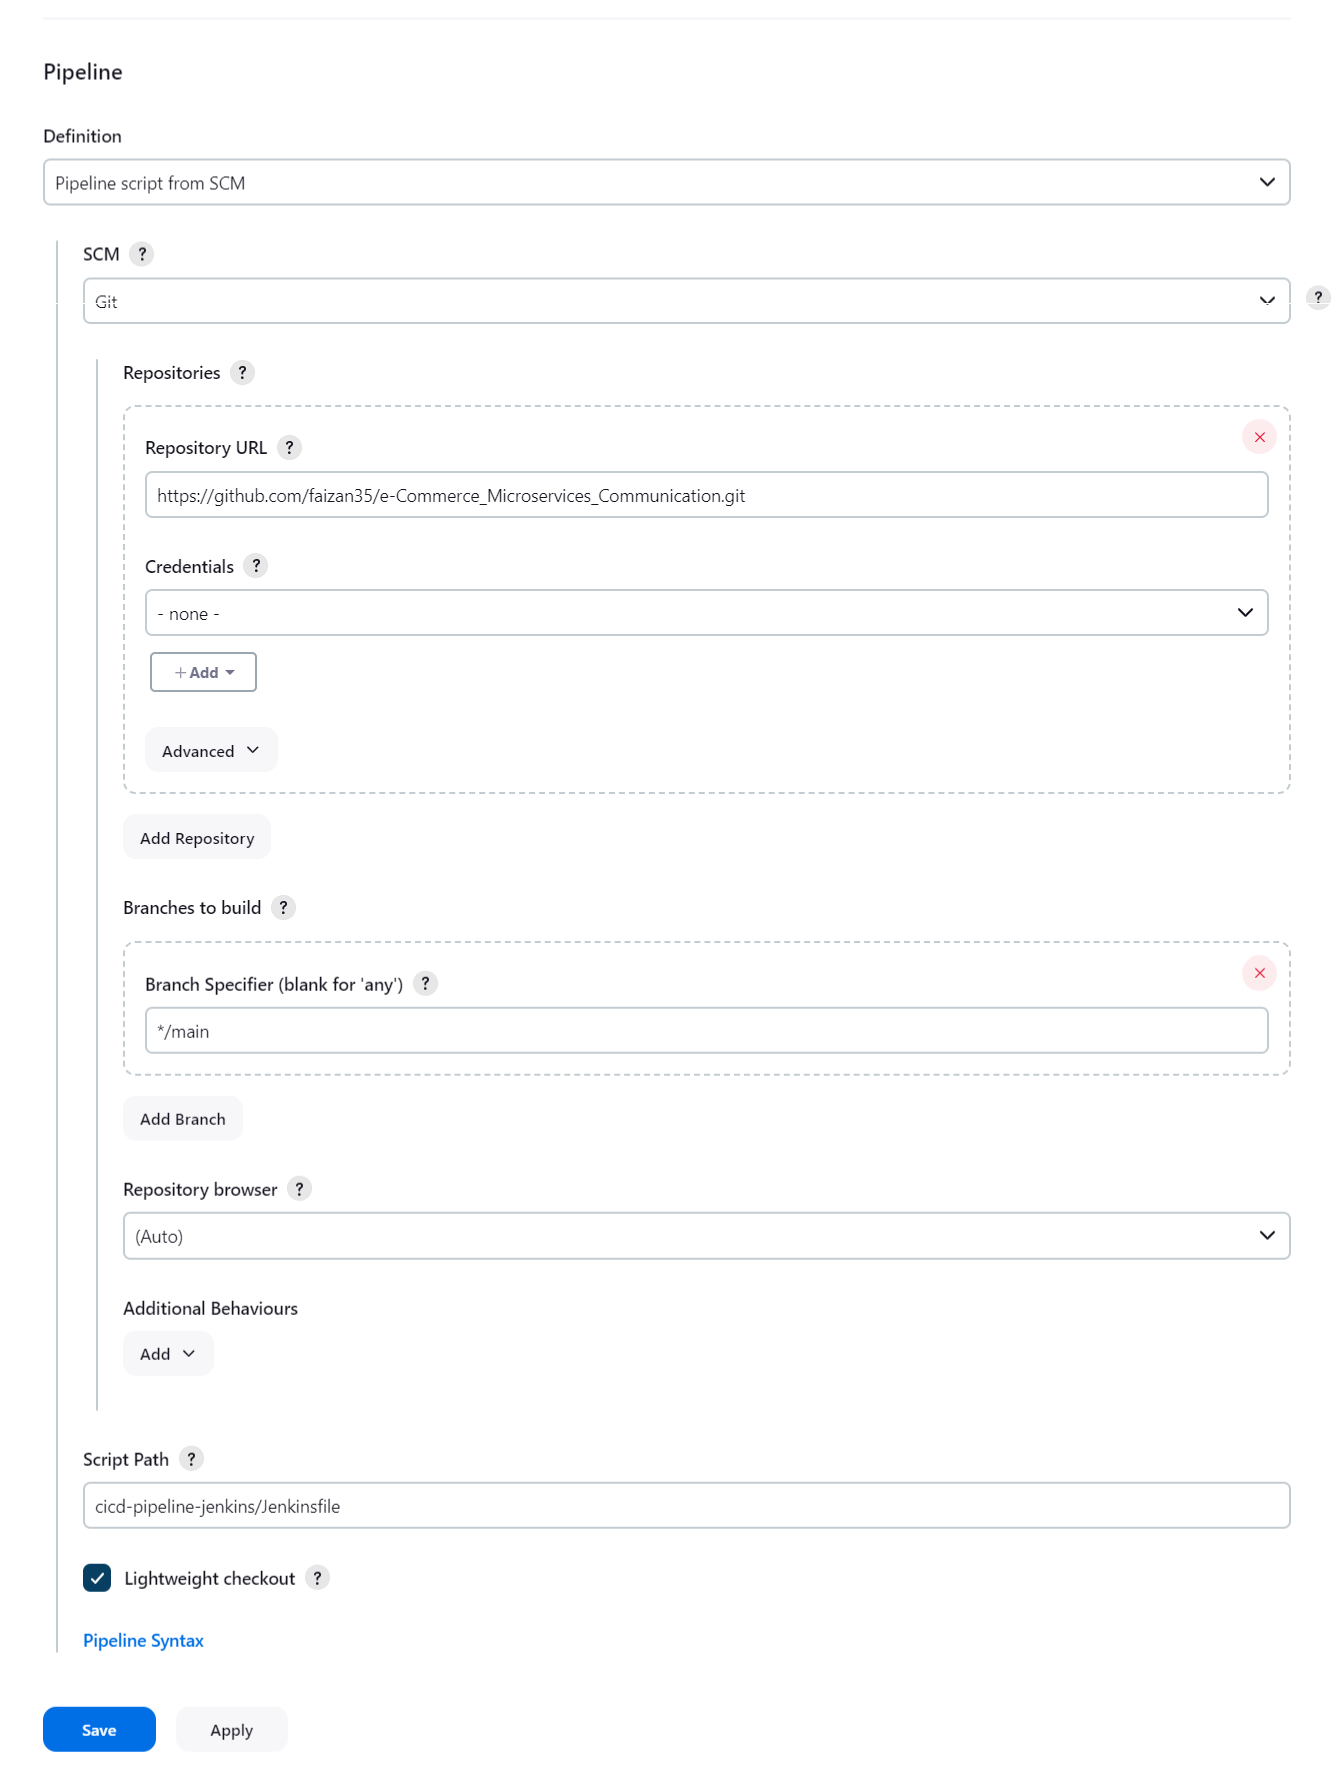 Pipeline
Definition
Pipeline script from SCM
SCM ?
Git
?
Repositories ?
Repository URL ?
https://github.com/faizan35/e-Commerce_Microservices_Communication.git
Credentials ?
- none -
+ Add
Advanced
Add Repository
Branches to build ?
Branch Specifier (blank for 'any') ?
*/main
Add Branch
Repository browser ?
(Auto)
Additional Behaviours
Add
Script Path ?
cicd-pipeline-jenkins/Jenkinsfile
Lightweight checkout ?
Pipeline Syntax
Save Apply